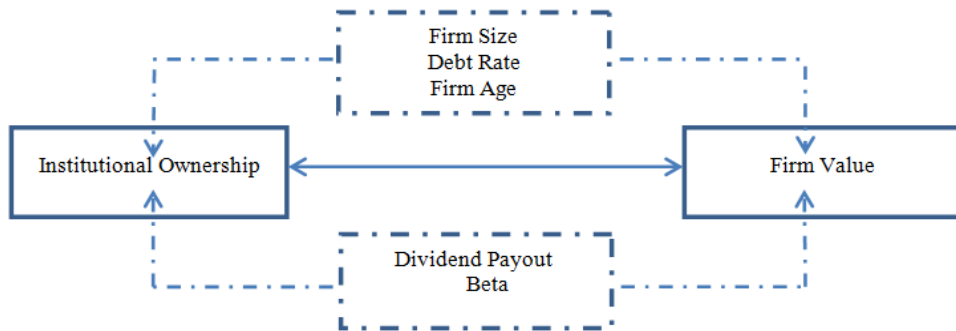 Firm Size
Debt Rate
Firm Age
Institutional Ownership
Firm Value
Dividend Payout
Beta